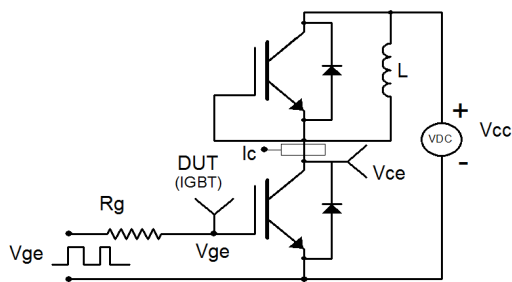 L
+
VDC
Vcc
-
Ic
DUT
(IGBT)
Vce
Rg
Vge
Vge